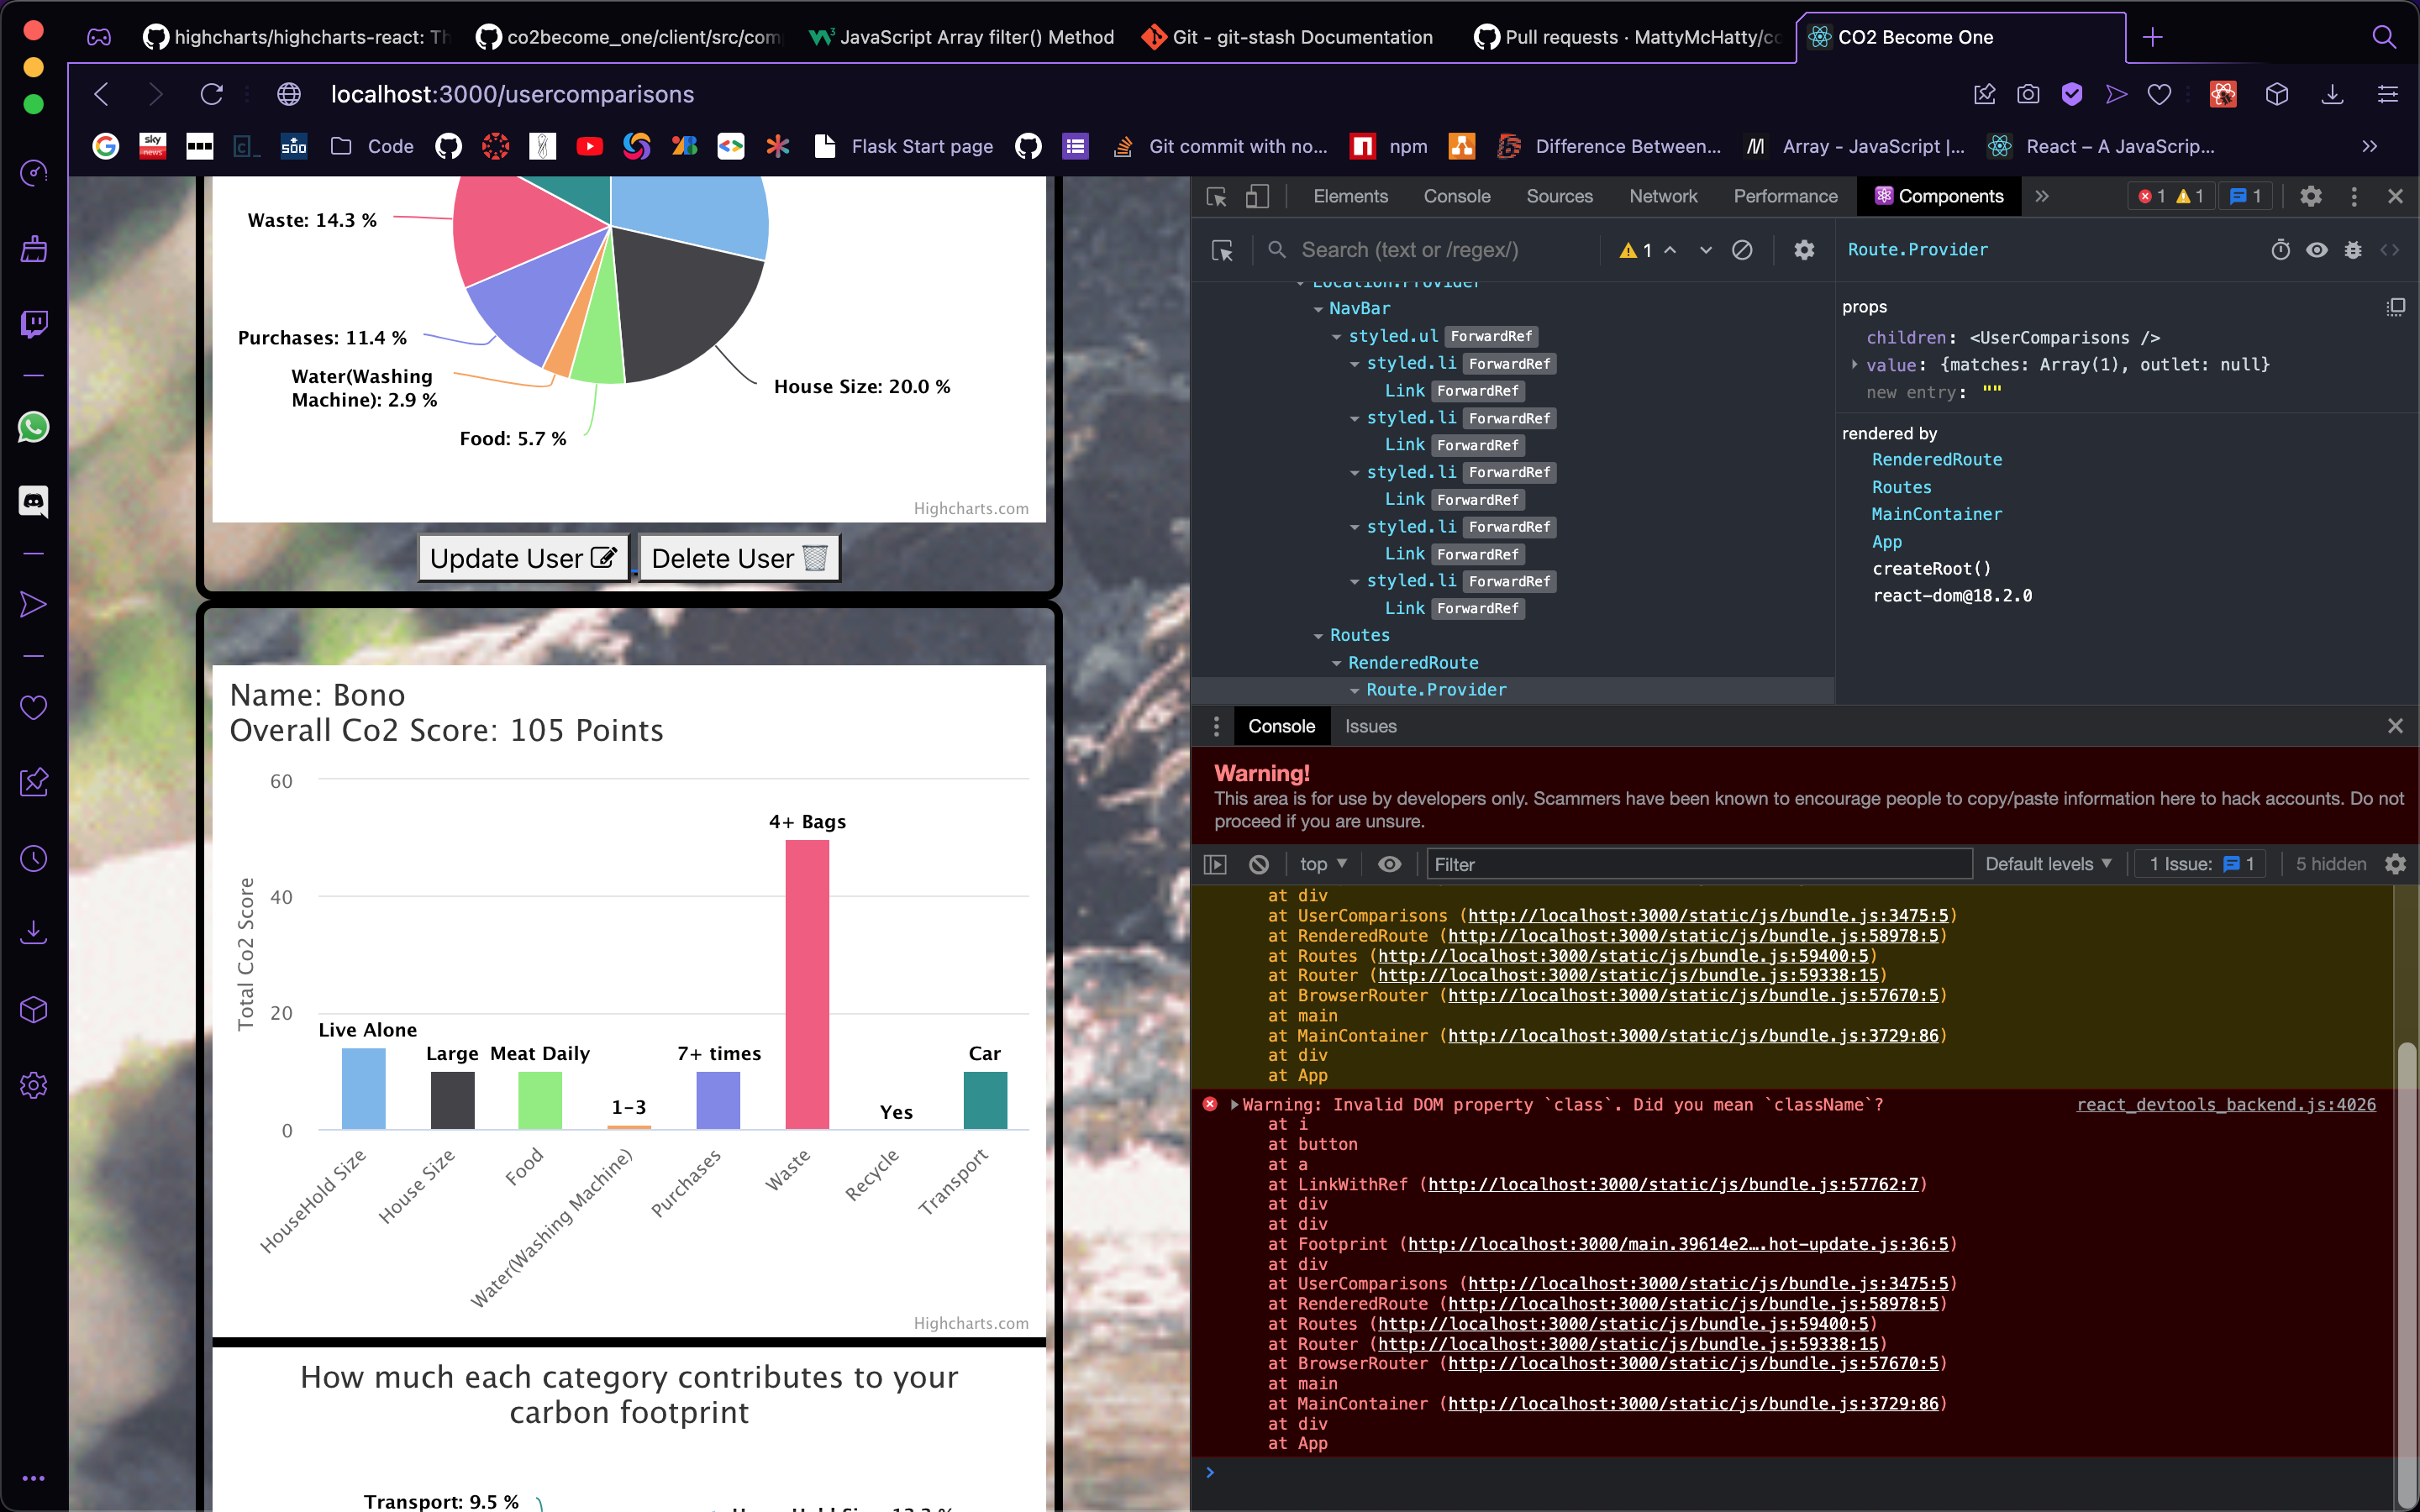 highcharts/highcharts-react: Th
co2become_one/client/src/com
JavaScript Array filter() Method
Git - git-stash Documentation
Pull requests · MattyMcHatty/co
CO2 Become One
localhost:3000/usercomparisons
sky news
500
Code
Flask Start page
Git commit with no...
npm
Difference Between...
Array - JavaScript |...
React – A JavaScrip...
Waste: 14.3 %
Purchases: 11.4 %
Water(Washing
Machine): 2.9 %
Food: 5.7 %
House Size: 20.0 %
Highcharts.com
Update User
Delete User
Name: Bono
Overall Co2 Score: 105 Points
Total Co2 Score
60
40
20
0
Live Alone
Large
Meat Daily
1-3
7+ times
4+ Bags
Yes
Car
HouseHold Size
House Size
Food
Water(Washing Machine)
Purchases
Waste
Recycle
Transport
Highcharts.com
How much each category contributes to your
carbon footprint
Transport: 9.5 %
Elements
Console
Sources
Network
Performance
Components
1
1
1
Search (text or /regex/)
1
Location.Provider
NavBar
styled.ul ForwardRef
styled.li ForwardRef
Link ForwardRef
styled.li ForwardRef
Link ForwardRef
styled.li ForwardRef
Link ForwardRef
styled.li ForwardRef
Link ForwardRef
styled.li ForwardRef
Link ForwardRef
Routes
RenderedRoute
Route.Provider
Route.Provider
props
children: <UserComparisons />
value: {matches: Array(1), outlet: null}
new entry: ""
rendered by
RenderedRoute
Routes
MainContainer
App
createRoot()
react-dom@18.2.0
Console
Issues
Warning!
This area is for use by developers only. Scammers have been known to encourage people to copy/paste information here to hack accounts. Do not
proceed if you are unsure.
top
Filter
Default levels
1 Issue: 1
5 hidden
at div
at UserComparisons (http://localhost:3000/static/js/bundle.js:3475:5)
at RenderedRoute (http://localhost:3000/static/js/bundle.js:58978:5)
at Routes (http://localhost:3000/static/js/bundle.js:59400:5)
at Router (http://localhost:3000/static/js/bundle.js:59338:15)
at BrowserRouter (http://localhost:3000/static/js/bundle.js:57670:5)
at main
at MainContainer (http://localhost:3000/static/js/bundle.js:3729:86)
at div
at App
Warning: Invalid DOM property `class`. Did you mean `className`? react_devtools_backend.js:4026
at i
at button
at a
at LinkWithRef (http://localhost:3000/static/js/bundle.js:57762:7)
at div
at div
at Footprint (http://localhost:3000/main.39614e2….hot-update.js:36:5)
at div
at UserComparisons (http://localhost:3000/static/js/bundle.js:3475:5)
at RenderedRoute (http://localhost:3000/static/js/bundle.js:58978:5)
at Routes (http://localhost:3000/static/js/bundle.js:59400:5)
at Router (http://localhost:3000/static/js/bundle.js:59338:15)
at BrowserRouter (http://localhost:3000/static/js/bundle.js:57670:5)
at main
at MainContainer (http://localhost:3000/static/js/bundle.js:3729:86)
at div
at App